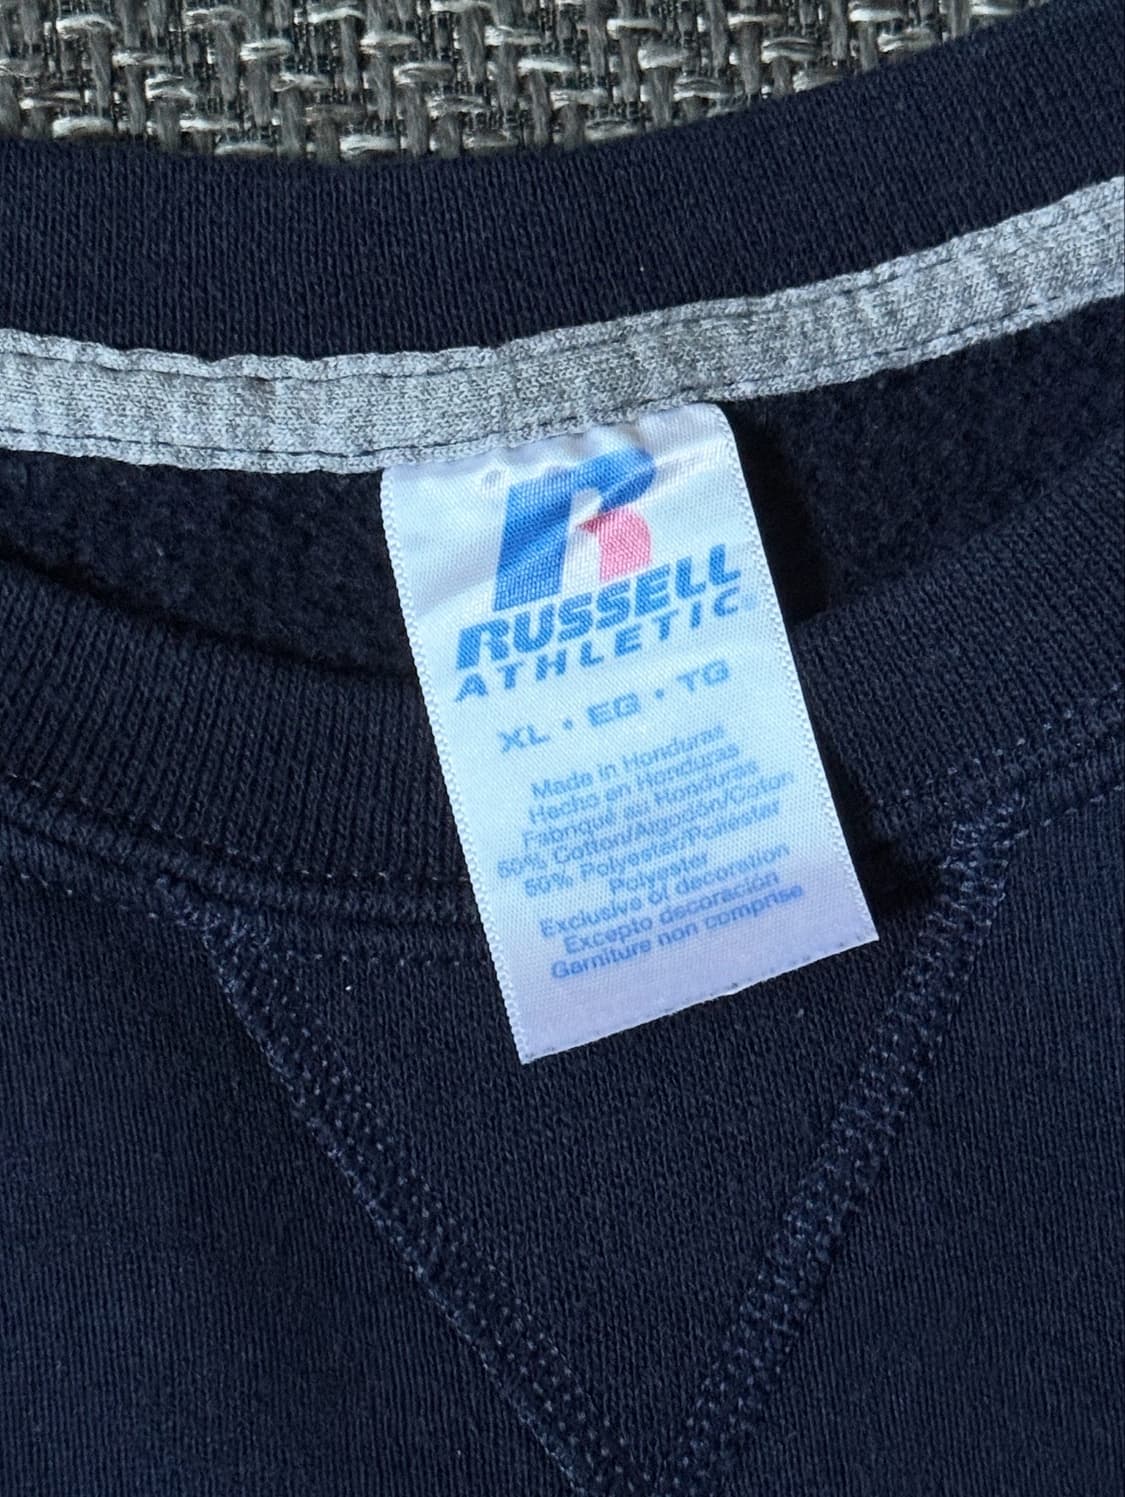 R
RUSSELL
ATHLETIC
XL • EG • TG
Made in Honduras
Hecho en Honduras
Fabriqué au Honduras
50% Cotton/Algodón/Coton
50% Polyester/Poliéster
Polyester
Exclusive of decoration
Excepto decoración
Garniture non comprise